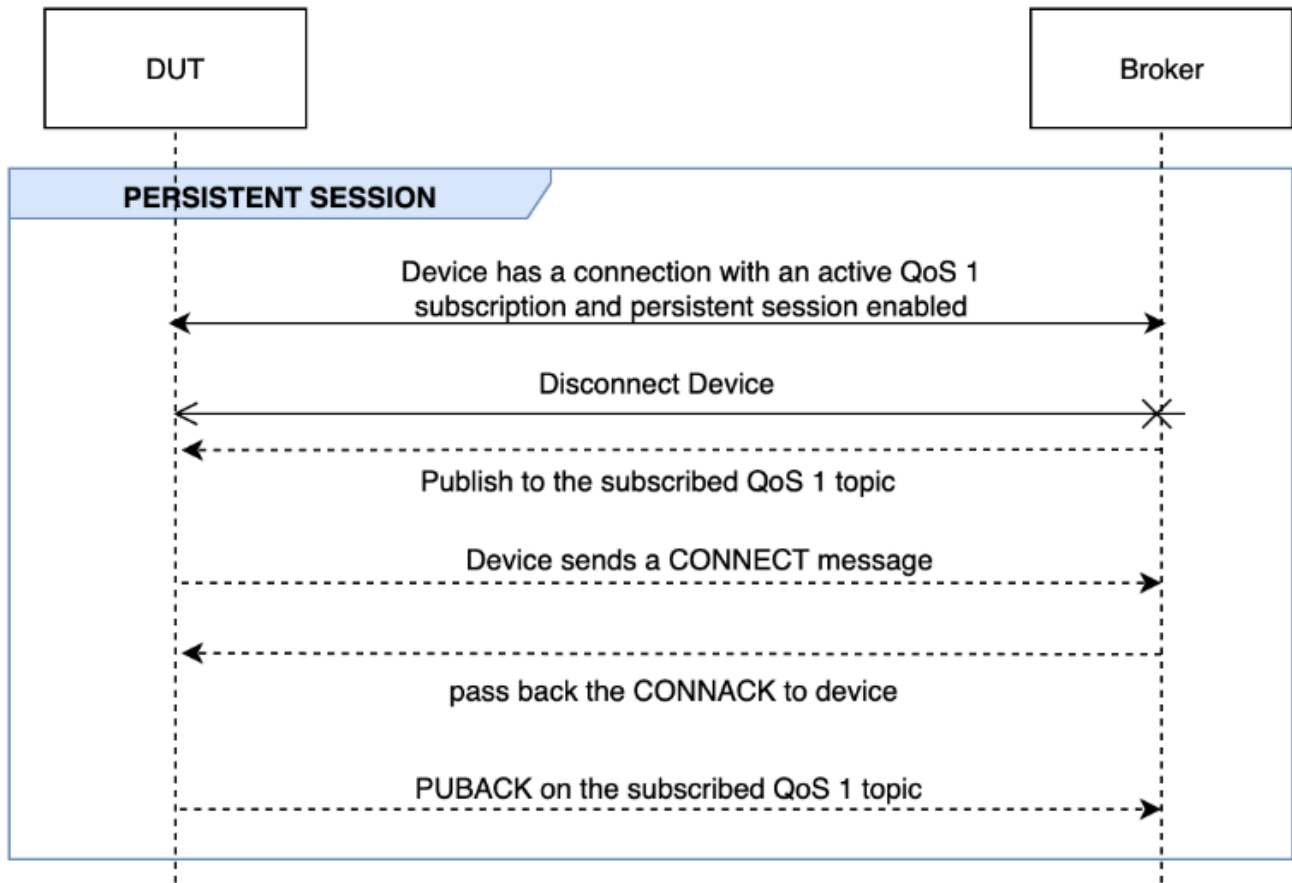 DUT
Broker
PERSISTENT SESSION
Device has a connection with an active QoS 1
subscription and persistent session enabled
Disconnect Device
Publish to the subscribed QoS 1 topic
Device sends a CONNECT message
pass back the CONNACK to device
PUBACK on the subscribed QoS 1 topic